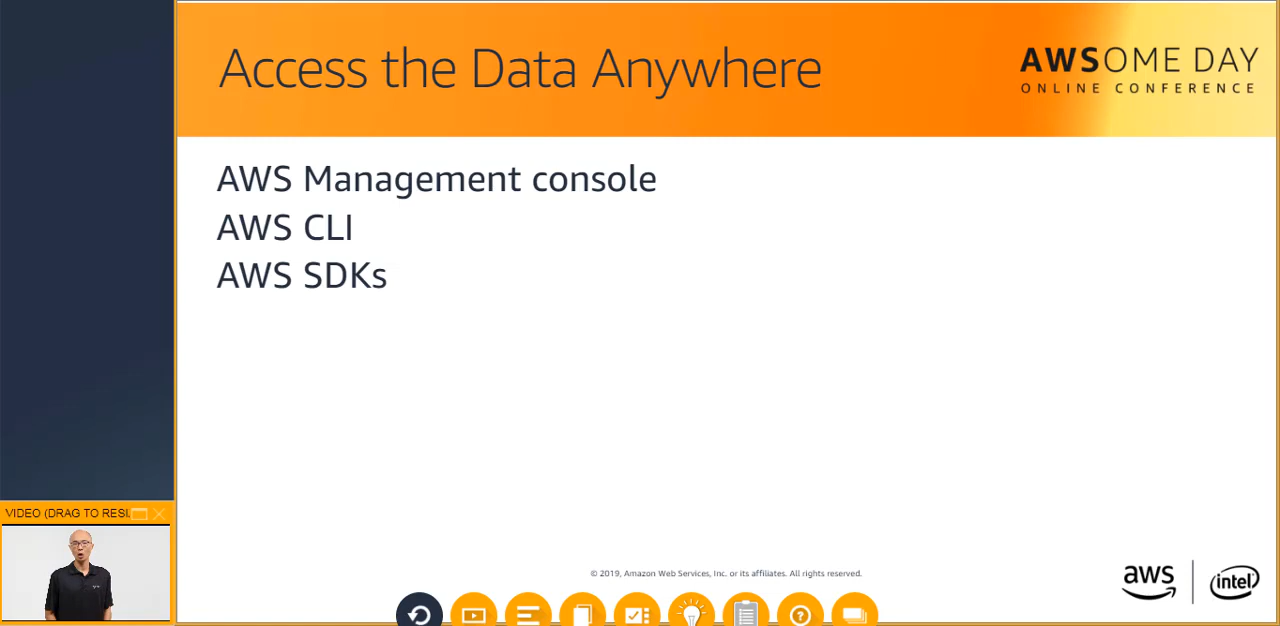 Access the Data Anywhere
AWSOME DAY
ONLINE CONFERENCE
AWS Management console
AWS CLI
AWS SDKs
VIDEO (DRAG TO RESI
© 2019, Amazon Web Services, Inc. or its affiliates. All rights reserved.
aws
intel